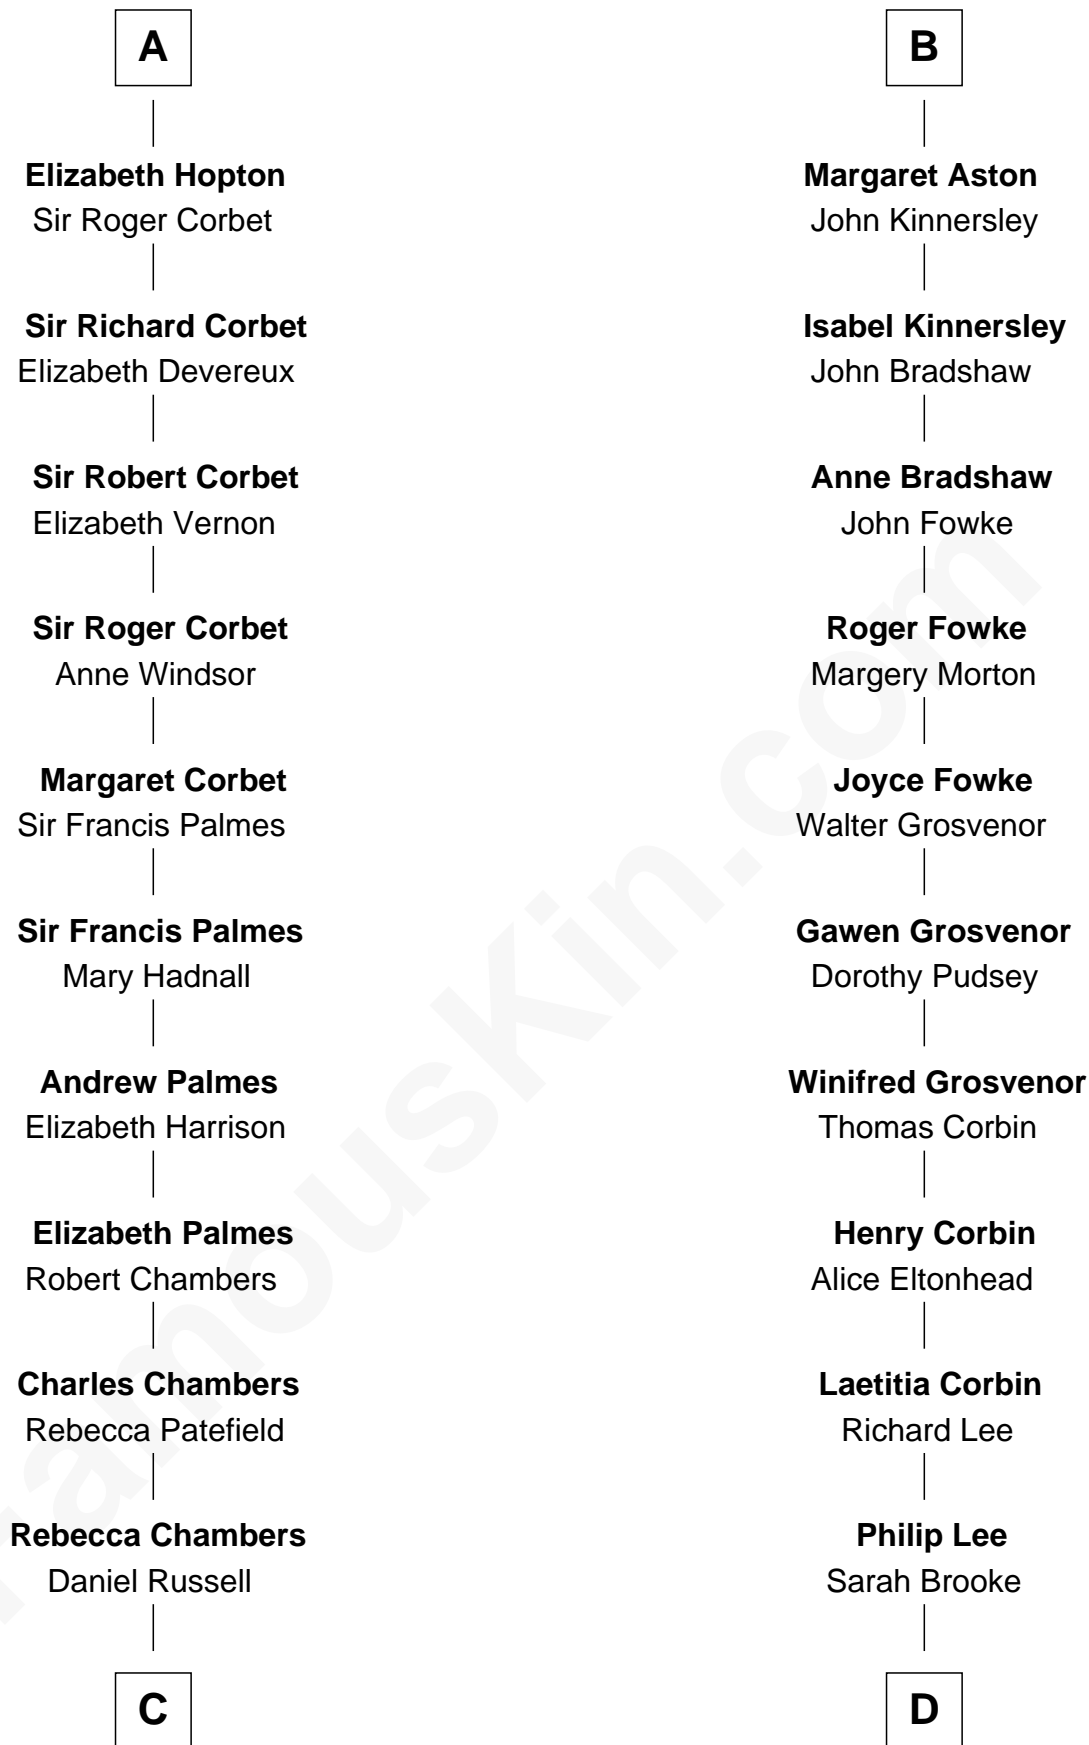 A
Elizabeth Hopton
Sir Roger Corbet
Sir Richard Corbet
Elizabeth Devereux
Sir Robert Corbet
Elizabeth Vernon
Sir Roger Corbet
Anne Windsor
Margaret Corbet
Sir Francis Palmes
Sir Francis Palmes
Mary Hadnall
Andrew Palmes
Elizabeth Harrison
Elizabeth Palmes
Robert Chambers
Charles Chambers
Rebecca Patefield
Rebecca Chambers
Daniel Russell
C
B
Margaret Aston
John Kinnersley
Isabel Kinnersley
John Bradshaw
Anne Bradshaw
John Fowke
Roger Fowke
Margery Morton
Joyce Fowke
Walter Grosvenor
Gawen Grosvenor
Dorothy Pudsey
Winifred Grosvenor
Thomas Corbin
Henry Corbin
Alice Eltonhead
Laetitia Corbin
Richard Lee
Philip Lee
Sarah Brooke
D
FamousKin.com